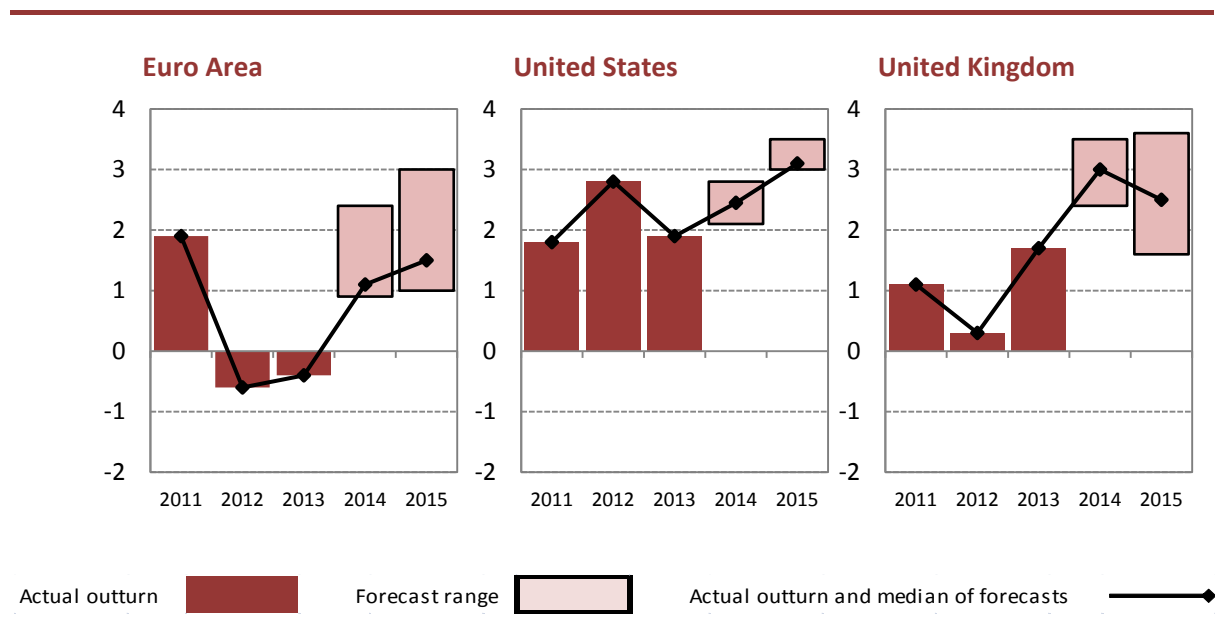 Euro Area United States United Kingdom
4 4 4
3 3 3
2 2 2
1 1 1
0 0 0
-1 -1 -1
-2 -2 -2
2011 2012 2013 2014 2015 2011 2012 2013 2014 2015 2011 2012 2013 2014 2015
Actual outturn Forecast range Actual outturn and median of forecasts